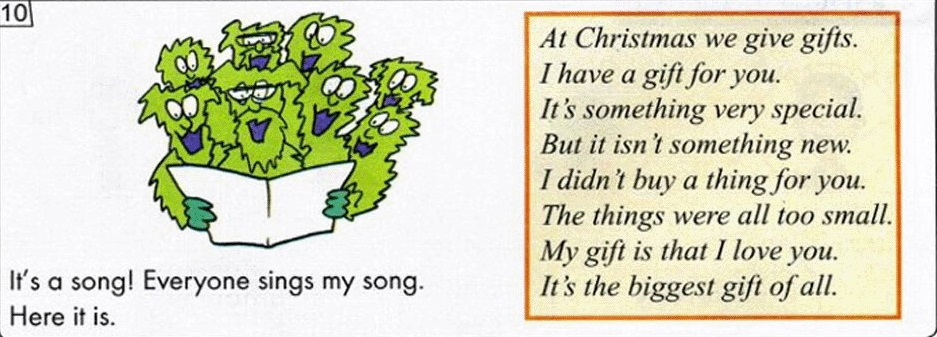 10
At Christmas we give gifts.
I have a gift for you.
It's something very special.
But it isn't something new.
I didn't buy a thing for you.
The things were all too small.
My gift is that I love you.
It's the biggest gift of all.
It's a song! Everyone sings my song.
Here it is.